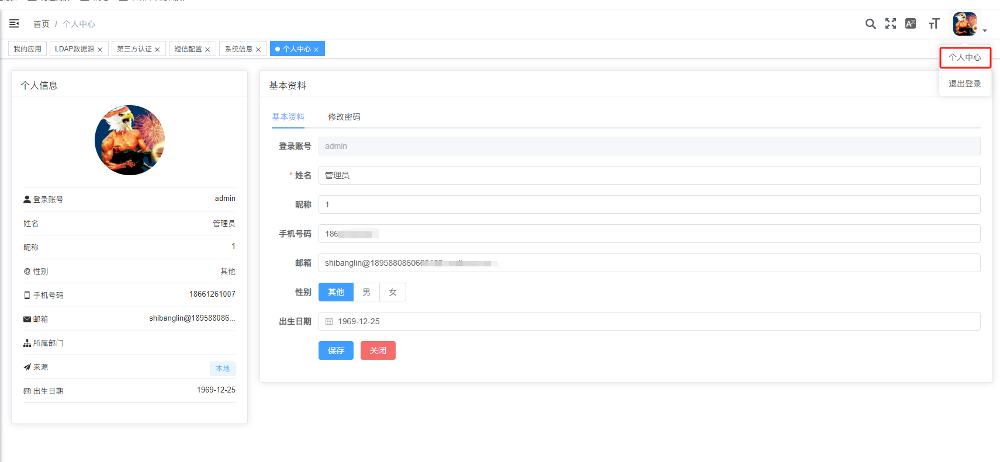 首页 / 个人中心
我的应用 LDAP数据源 第三方认证 短信配置 系统信息 个人中心
个人中心
退出登录
个人信息
登录账号 admin
姓名 管理员
昵称 1
性别 其他
手机号码 18661261007
邮箱 shibanglin@189588086...
所属部门
来源 本地
出生日期 1969-12-25
基本资料
基本资料 修改密码
登录账号 admin
* 姓名 管理员
昵称 1
手机号码 186
邮箱 shibanglin@18958808606
性别 其他 男 女
出生日期 1969-12-25
保存 关闭